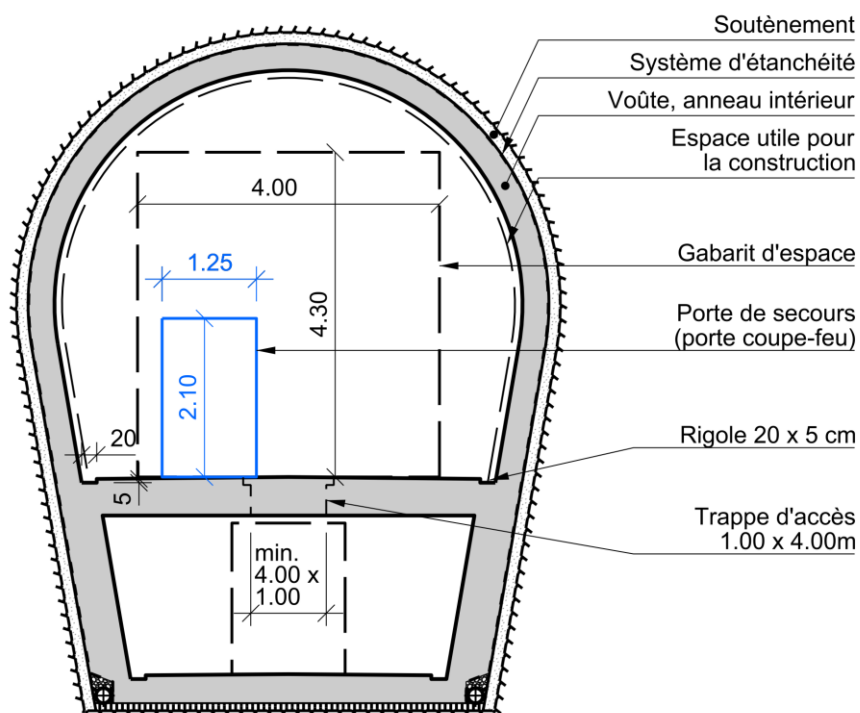 Soutènement
Système d'étanchéité
Voûte, anneau intérieur
Espace utile pour
la construction
4.00
Gabarit d'espace
1.25
4.30
Porte de secours
(porte coupe-feu)
2.10
20
Rigole 20 x 5 cm
5
Trappe d'accès
1.00 x 4.00m
min.
4.00 x
1.00